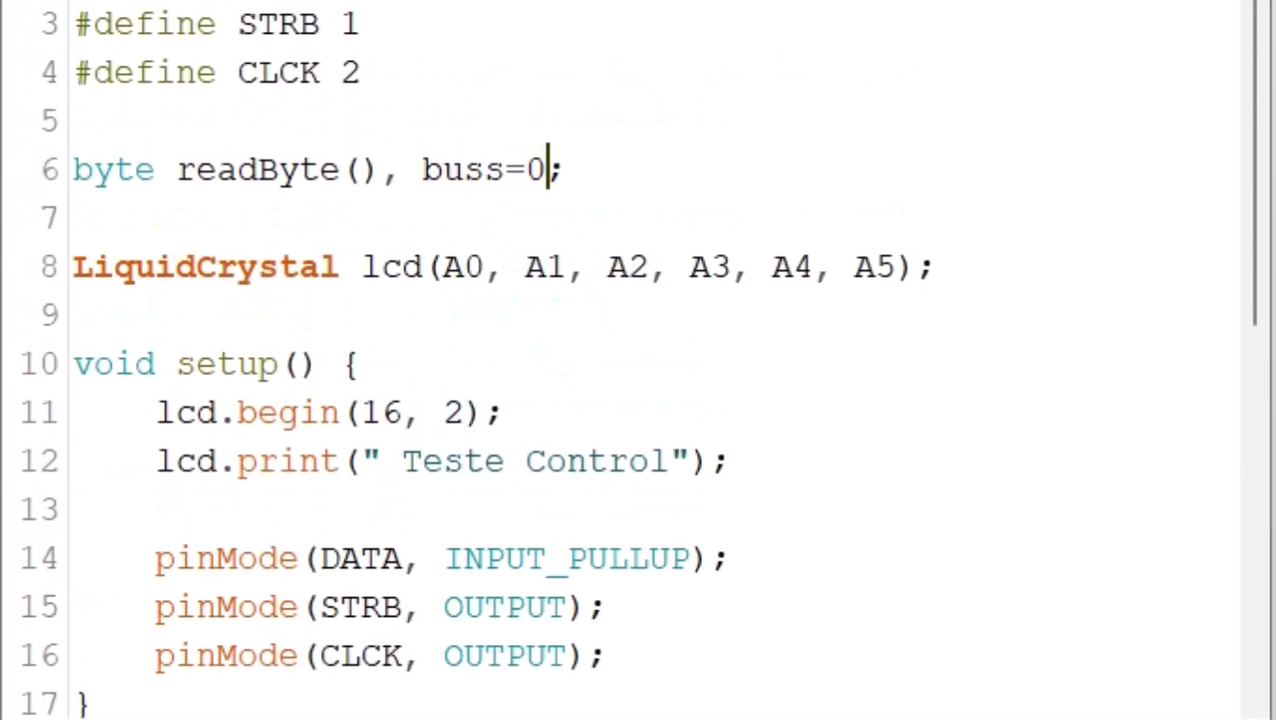 3 #define STRB 1
4 #define CLCK 2
5
6 byte readByte(), buss=0;
7
8 LiquidCrystal lcd(A0, A1, A2, A3, A4, A5);
9
10 void setup() {
11     lcd.begin(16, 2);
12     lcd.print(" Teste Control");
13
14     pinMode(DATA, INPUT_PULLUP);
15     pinMode(STRB, OUTPUT);
16     pinMode(CLCK, OUTPUT);
17 }